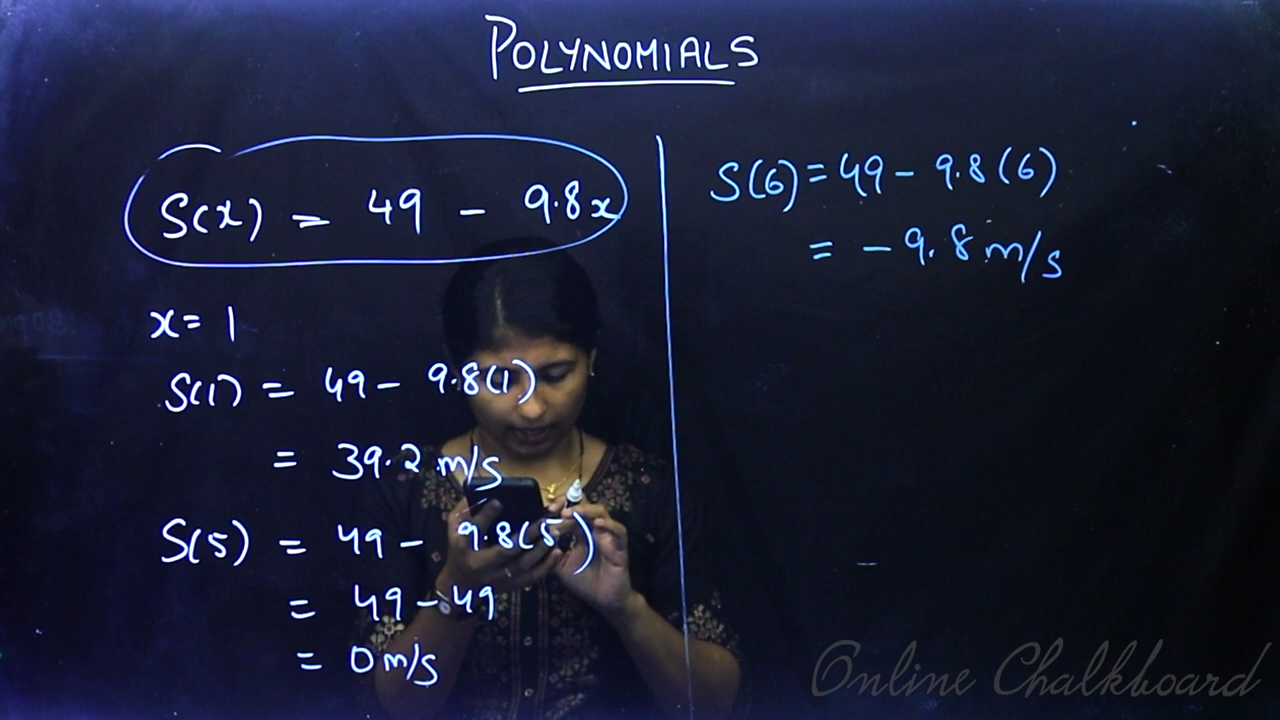 POLYNOMIALS
S(x) = 49 - 9.8x
x = 1
S(1) = 49 - 9.8(1)
= 39.2 m/s
S(5) = 49 - 9.8(5)
= 49 - 49
= 0 m/s
S(6) = 49 - 9.8(6)
= - 9.8 m/s
Online Chalkboard